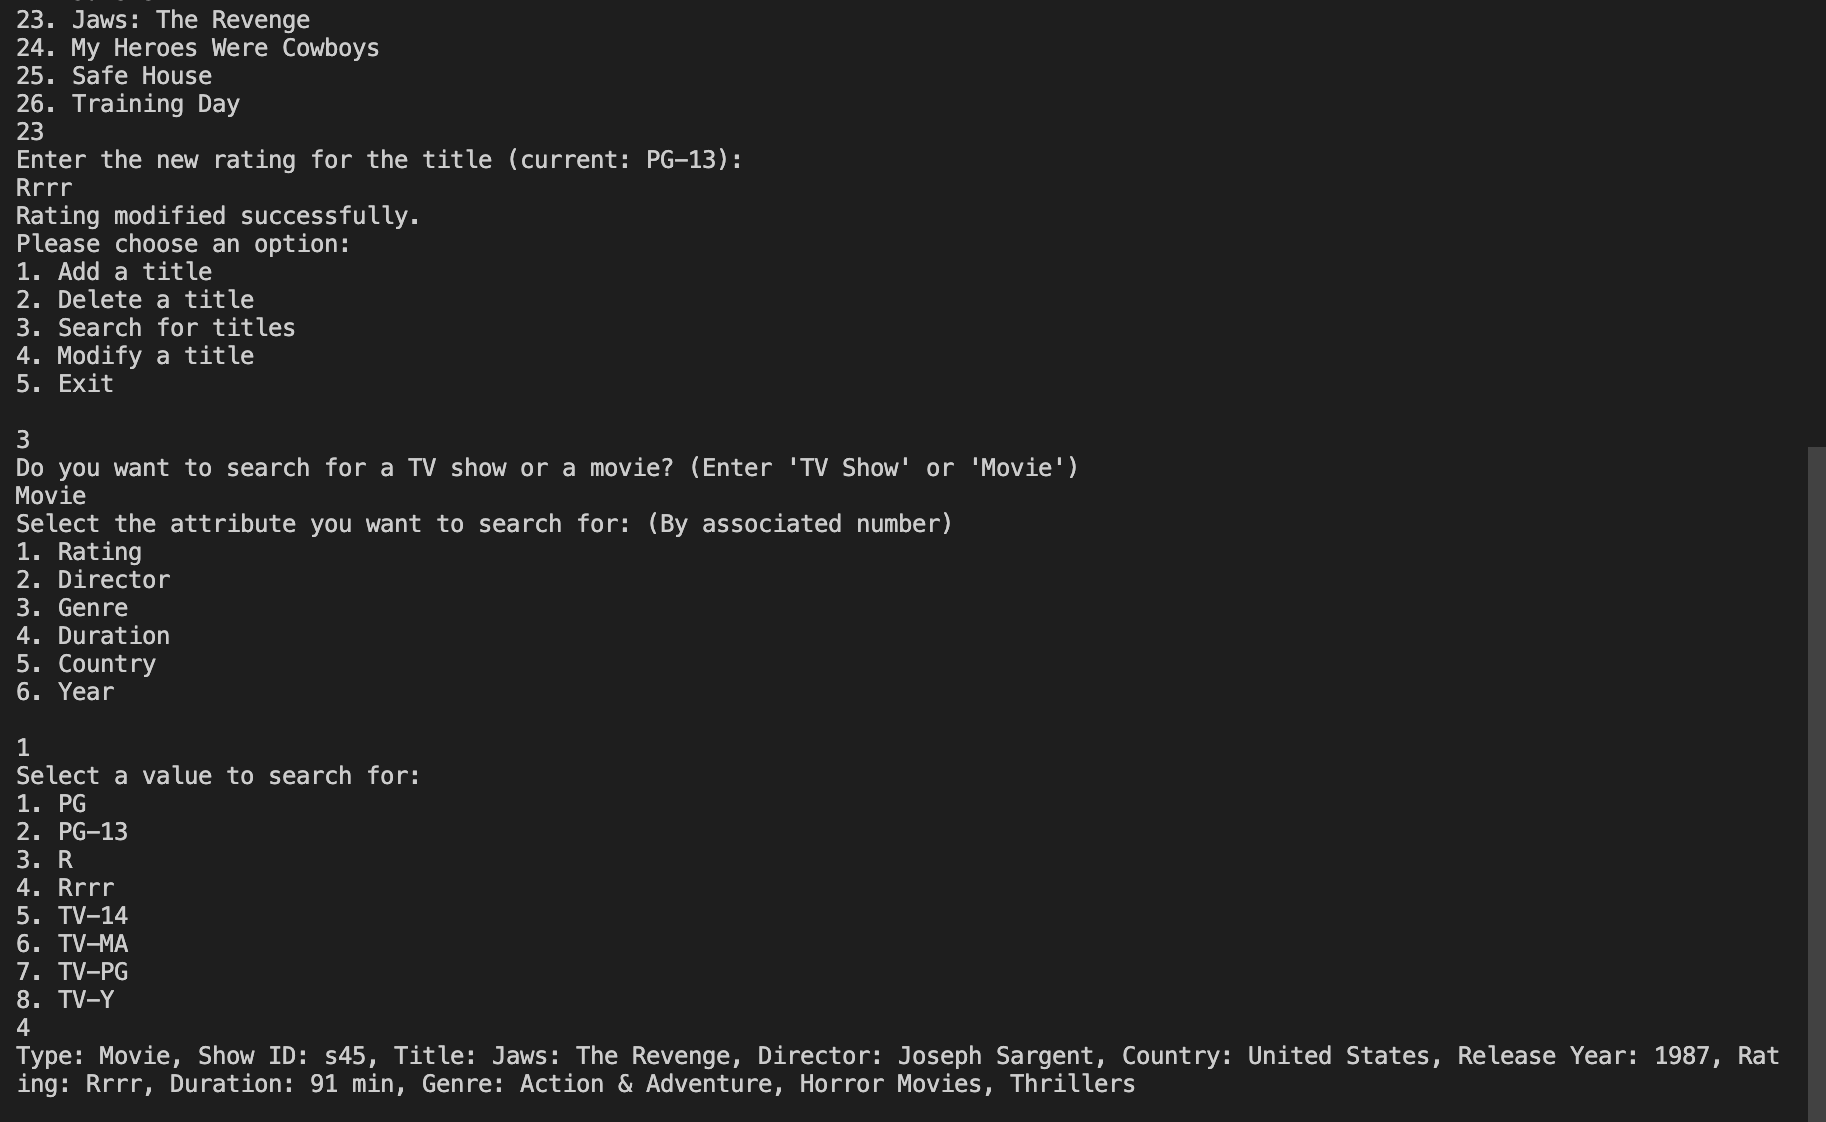 23. Jaws: The Revenge
24. My Heroes Were Cowboys
25. Safe House
26. Training Day
23
Enter the new rating for the title (current: PG-13):
Rrrr
Rating modified successfully.
Please choose an option:
1. Add a title
2. Delete a title
3. Search for titles
4. Modify a title
5. Exit
3
Do you want to search for a TV show or a movie? (Enter 'TV Show' or 'Movie')
Movie
Select the attribute you want to search for: (By associated number)
1. Rating
2. Director
3. Genre
4. Duration
5. Country
6. Year
1
Select a value to search for:
1. PG
2. PG-13
3. R
4. Rrrr
5. TV-14
6. TV-MA
7. TV-PG
8. TV-Y
4
Type: Movie, Show ID: s45, Title: Jaws: The Revenge, Director: Joseph Sargent, Country: United States, Release Year: 1987, Rat
ing: Rrrr, Duration: 91 min, Genre: Action & Adventure, Horror Movies, Thrillers